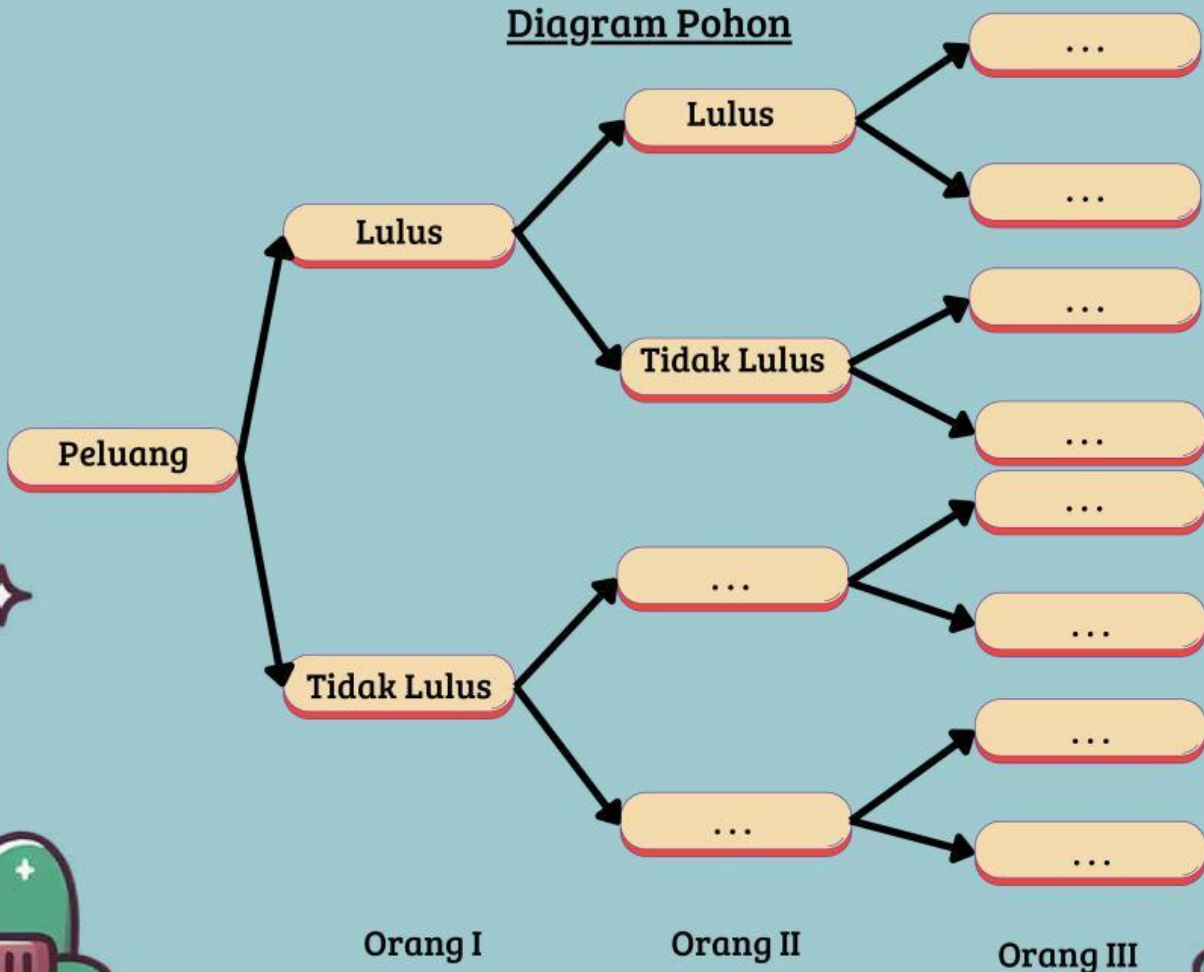 Diagram Pohon
...
Lulus
...
Lulus
...
Tidak Lulus
...
Peluang
...
...
...
Tidak Lulus
...
...
...
Orang I
Orang II
Orang III